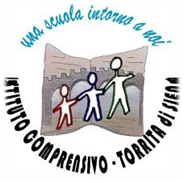 una scuola intorno a noi
ISTITUTO COMPRENSIVO - TORRITA di SIENA